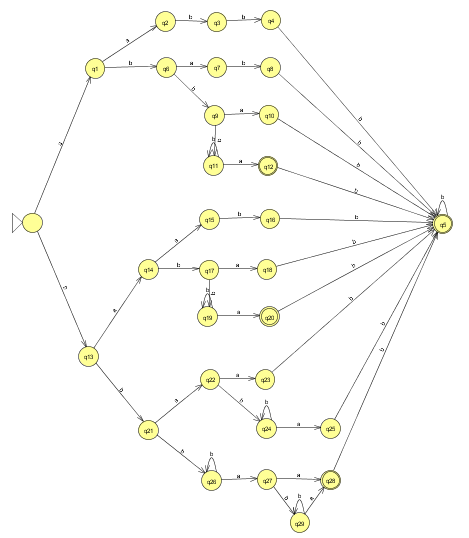 q2 b q3 b q4
a
q1 b q6 a q7 b q8
b
a b b
q9 a q10
b
q11 a q12
b
q15 b q16 b q5 b
a b
q14 b q17 a q18
b
q19 a q20
a
q13
b
q22 a q23
b
a b b
q24 a q25
q21
b
b
q26 a q27 a q28
b b a
q29